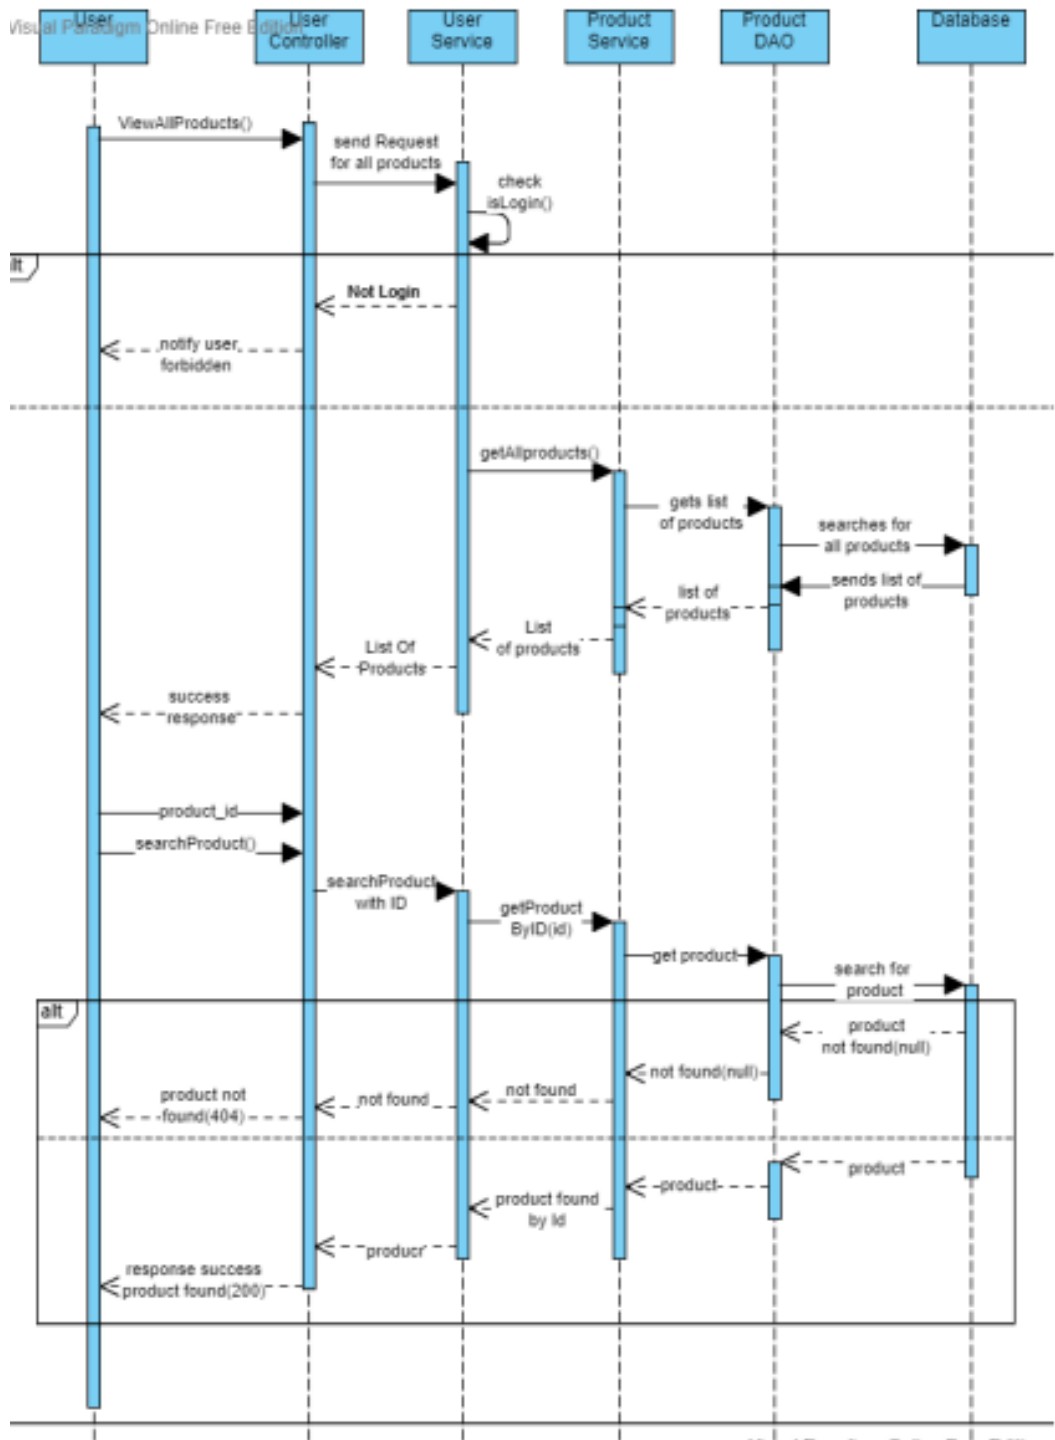 User
User
Controller
User
Service
Product
Service
Product
DAO
Database
Visual Paradigm Online Free Edition
ViewAllProducts()
send Request
for all products
check
isLogin()
lt
Not Login
notify user
forbidden
getAllproducts()
gets list
of products
searches for
all products
sends list of
products
list of
products
List
of products
List Of
Products
success
response
product_id
searchProduct()
searchProduct
with ID
getProduct
ByID(id)
get product
search for
product
alt
product
not found(null)
not found(null)
not found
not found
product not
found(404)
product
product
product found
by Id
producr
response success
product found(200)